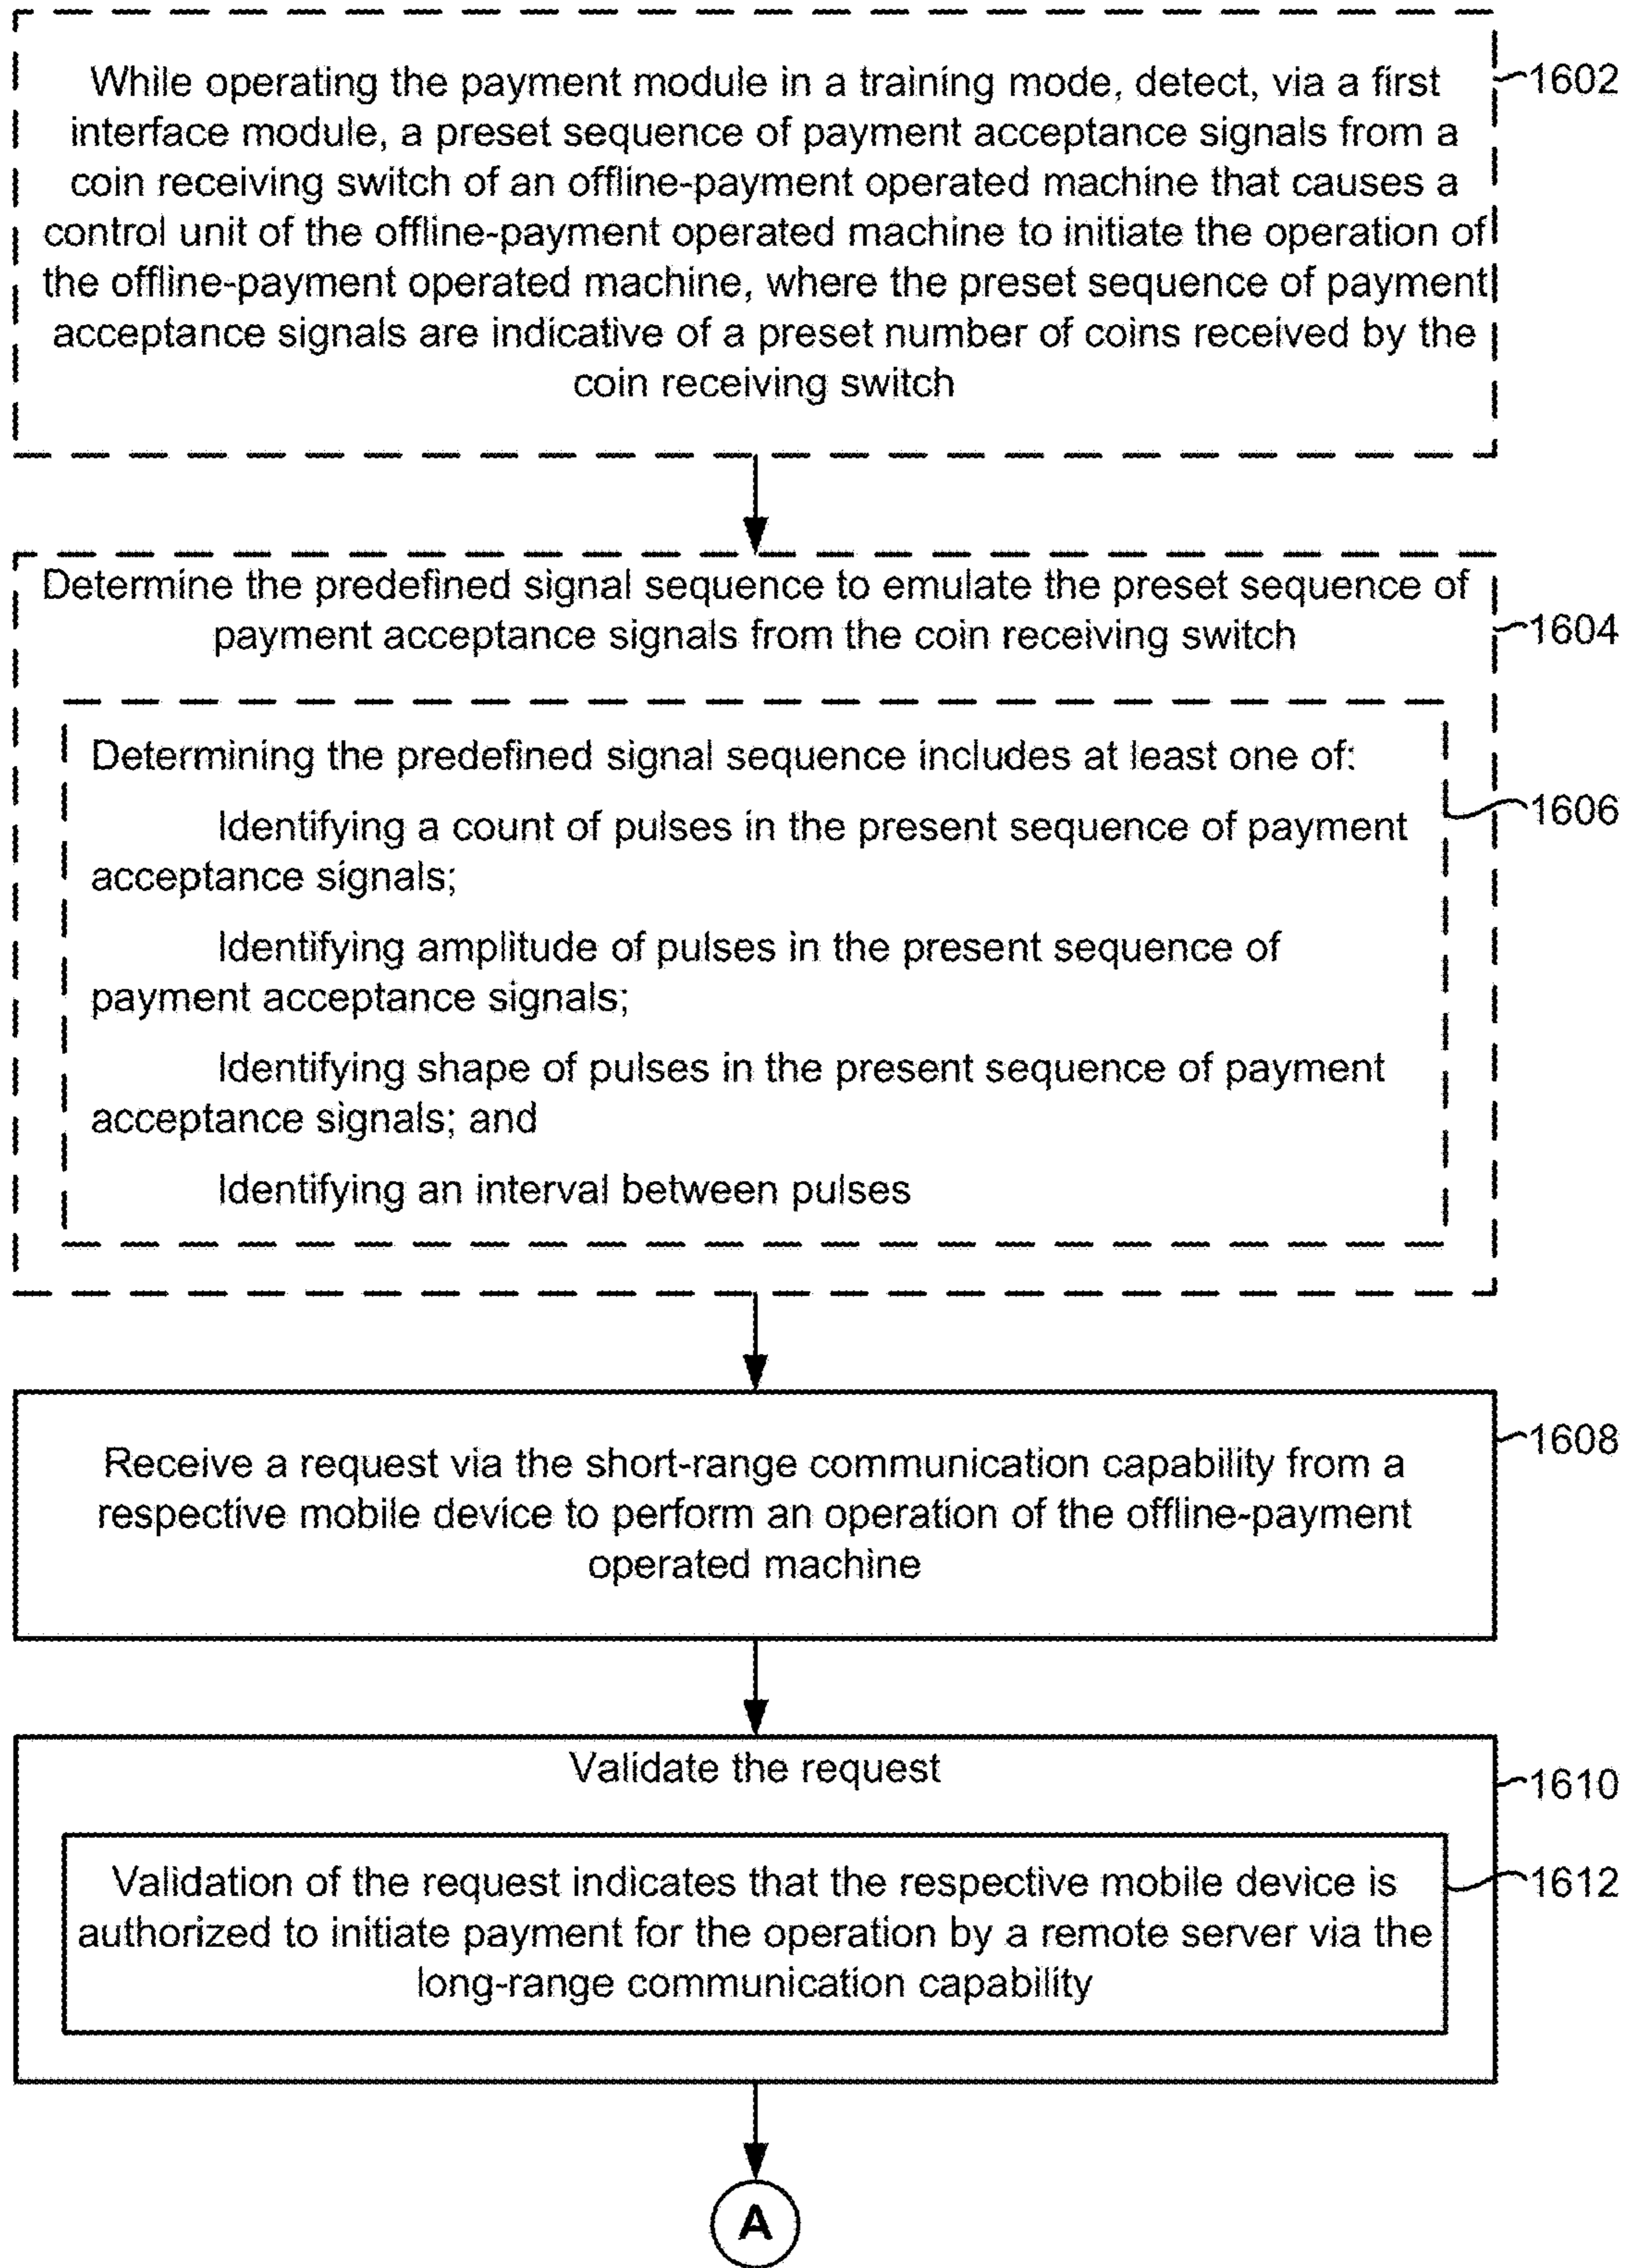 While operating the payment module in a training mode, detect, via a first
interface module, a preset sequence of payment acceptance signals from a
coin receiving switch of an offline-payment operated machine that causes a
control unit of the offline-payment operated machine to initiate the operation of
the offline-payment operated machine, where the preset sequence of payment
acceptance signals are indicative of a preset number of coins received by the
coin receiving switch
1602
Determine the predefined signal sequence to emulate the preset sequence of
payment acceptance signals from the coin receiving switch
1604
Determining the predefined signal sequence includes at least one of:
Identifying a count of pulses in the present sequence of payment
acceptance signals;
Identifying amplitude of pulses in the present sequence of
payment acceptance signals;
Identifying shape of pulses in the present sequence of payment
acceptance signals; and
Identifying an interval between pulses
1606
Receive a request via the short-range communication capability from a
respective mobile device to perform an operation of the offline-payment
operated machine
1608
Validate the request
1610
Validation of the request indicates that the respective mobile device is
authorized to initiate payment for the operation by a remote server via the
long-range communication capability
1612
A